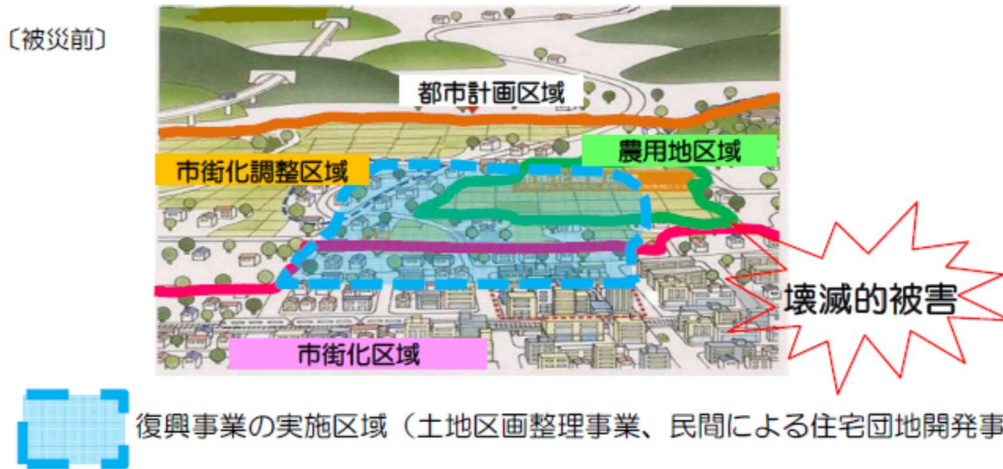 〔被災前〕
都市計画区域
農用地区域
市街化調整区域
壊滅的被害
市街化区域
復興事業の実施区域（土地区画整理事業、民間による住宅団地開発事